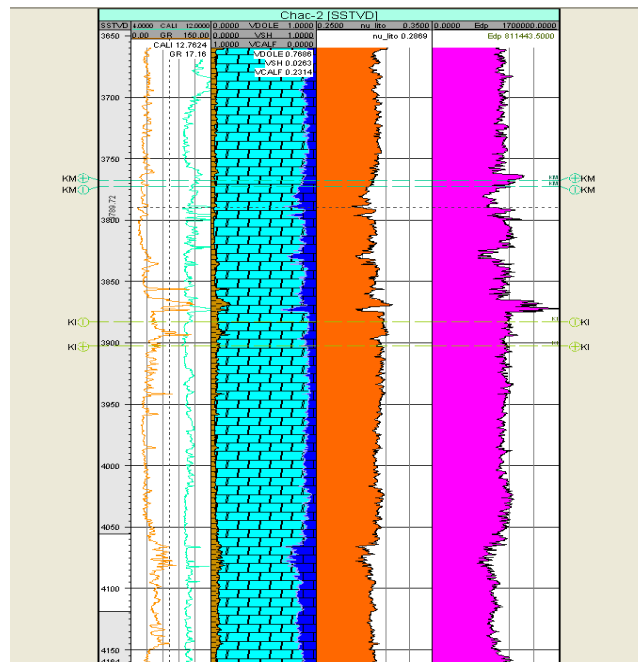 Chac-2 [SSTVD]
SSTVD 4.0000 CALI 12.0000 0.0000 VDOLE 1.0000 0.2500 nu_lito 0.3500 0.0000 Edp 1700000.0000
3650 0.00 GR 150.00 0.0000 VSH 1.0000 nu_lito 0.2869 Edp 811443.5000
CALI 12.7624 1.0000 VCALF 0.0000
GR 17.16 VDOLE 0.7686
VSH 0.0263
VCALF 0.2314
3700
3750
KM KM KM
KM KM KM
789.72
3800
3850
KI KI
3900
KI KI
3950
4000
4050
4100
4150